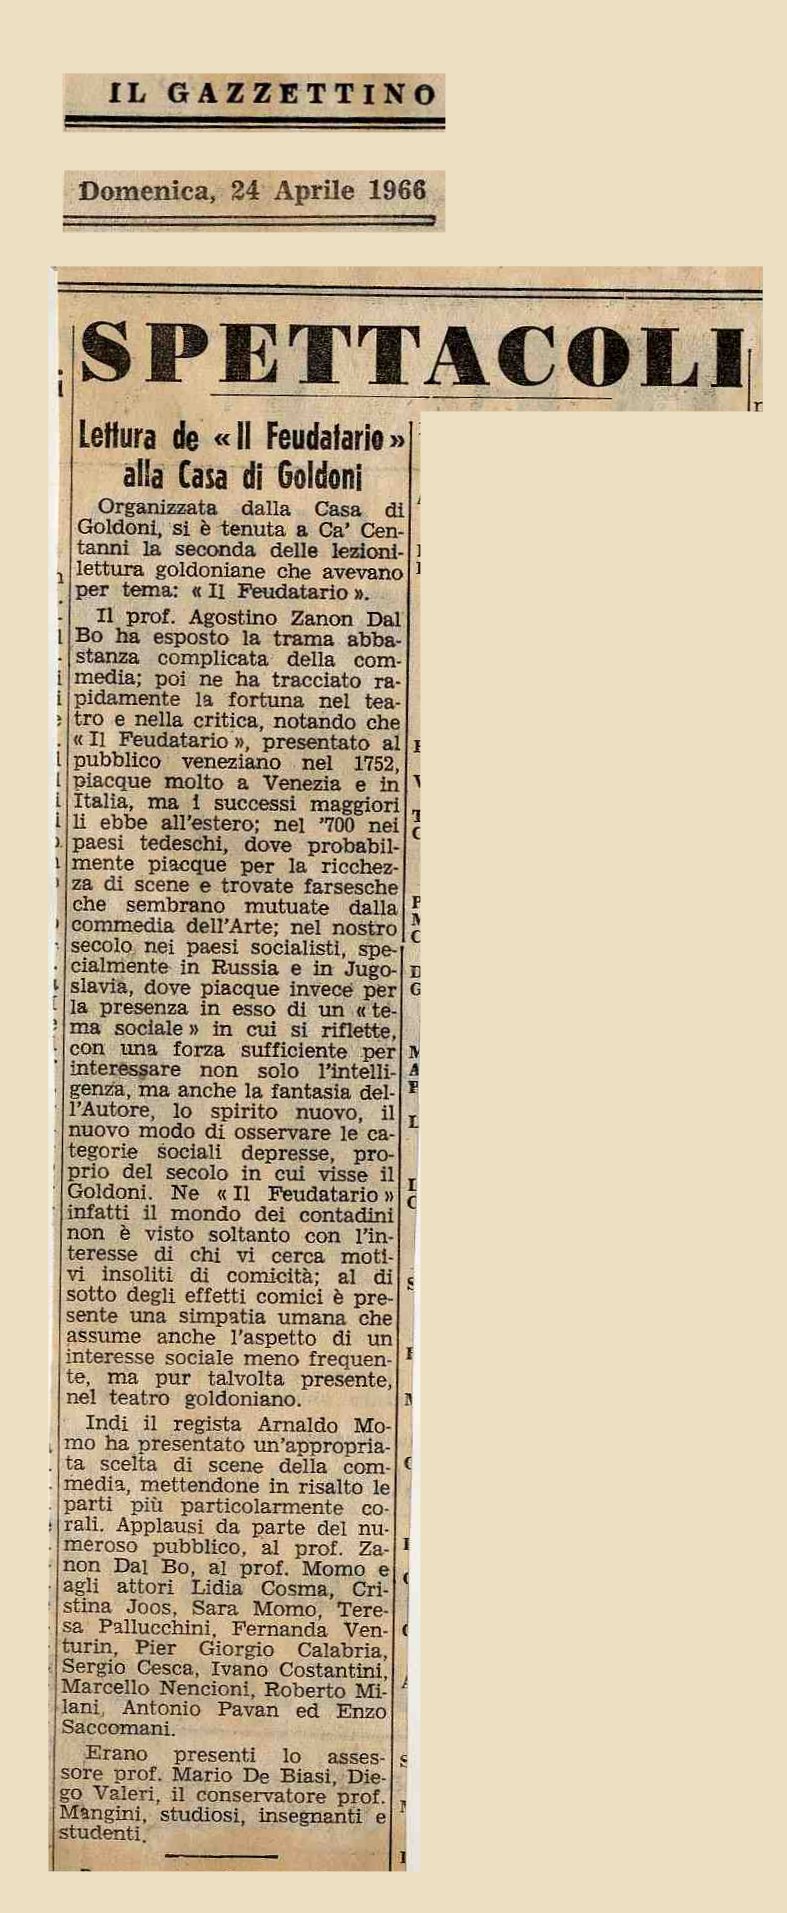 IL GAZZETTINO
Domenica, 24 Aprile 1966
SPETTACOLI
Lettura de «Il Feudatario»
alla Casa di Goldoni
Organizzata dalla Casa di
Goldoni, si è tenuta a Ca' Cen-
tanni la seconda delle lezioni-
lettura goldoniane che avevano
per tema: «Il Feudatario».
Il prof. Agostino Zanon Dal
Bo ha esposto la trama abba-
stanza complicata della com-
media; poi ne ha tracciato ra-
pidamente la fortuna nel tea-
tro e nella critica, notando che
«Il Feudatario», presentato al
pubblico veneziano nel 1752,
piacque molto a Venezia e in
Italia, ma i successi maggiori
li ebbe all'estero; nel '700 nei
paesi tedeschi, dove probabil-
mente piacque per la ricchez-
za di scene e trovate farsesche
che sembrano mutuate dalla
commedia dell'Arte; nel nostro
secolo nei paesi socialisti, spe-
cialmente in Russia e in Jugo-
slavia, dove piacque invece per
la presenza in esso di un «te-
ma sociale» in cui si riflette,
con una forza sufficiente per
interessare non solo l'intelli-
genza, ma anche la fantasia del-
l'Autore, lo spirito nuovo, il
nuovo modo di osservare le ca-
tegorie sociali depresse, pro-
prio del secolo in cui visse il
Goldoni. Ne «Il Feudatario»
infatti il mondo dei contadini
non è visto soltanto con l'in-
teresse di chi vi cerca moti-
vi insoliti di comicità; al di
sotto degli effetti comici è pre-
sente una simpatia umana che
assume anche l'aspetto di un
interesse sociale meno frequen-
te, ma pur talvolta presente,
nel teatro goldoniano.
Indi il regista Arnaldo Mo-
mo ha presentato un'appropria-
ta scelta di scene della com-
media, mettendone in risalto le
parti più particolarmente co-
rali. Applausi da parte del nu-
meroso pubblico, al prof. Za-
non Dal Bo, al prof. Momo e
agli attori Lidia Cosma, Cri-
stina Joos, Sara Momo, Tere-
sa Pallucchini, Fernanda Ven-
turin, Pier Giorgio Calabria,
Sergio Cesca, Ivano Costantini,
Marcello Nencioni, Roberto Mi-
lani, Antonio Pavan ed Enzo
Saccomani.
Erano presenti lo asses-
sore prof. Mario De Biasi, Die-
go Valeri, il conservatore prof.
Mangini, studiosi, insegnanti e
studenti.